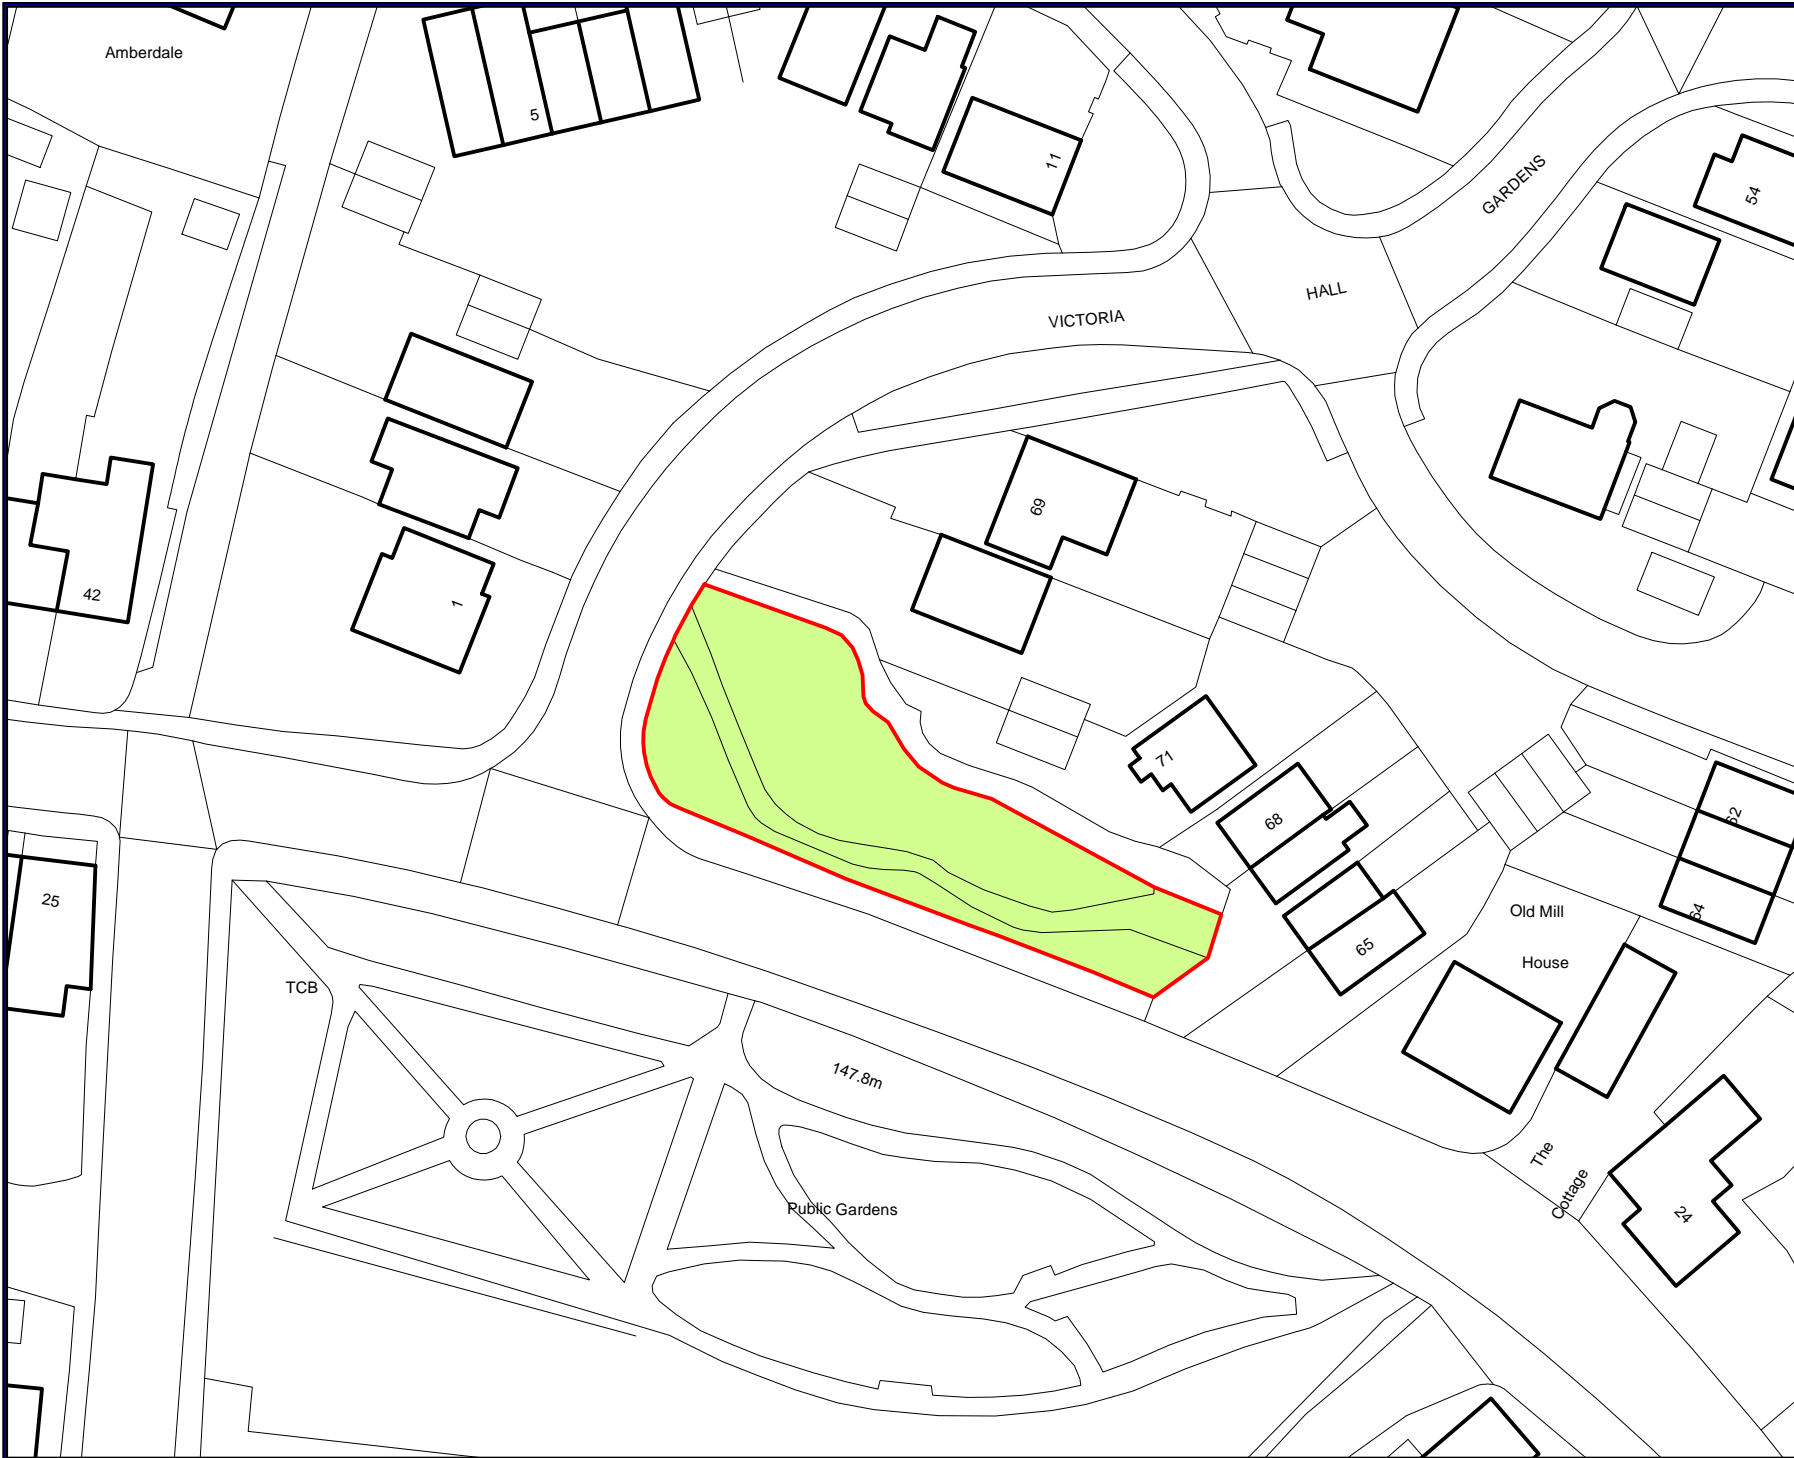 Amberdale
5
11
GARDENS
54
HALL
VICTORIA
69
42
1
71
68
62
25
65
64
Old Mill
House
TCB
147.8m
The
Cottage
Public Gardens
24